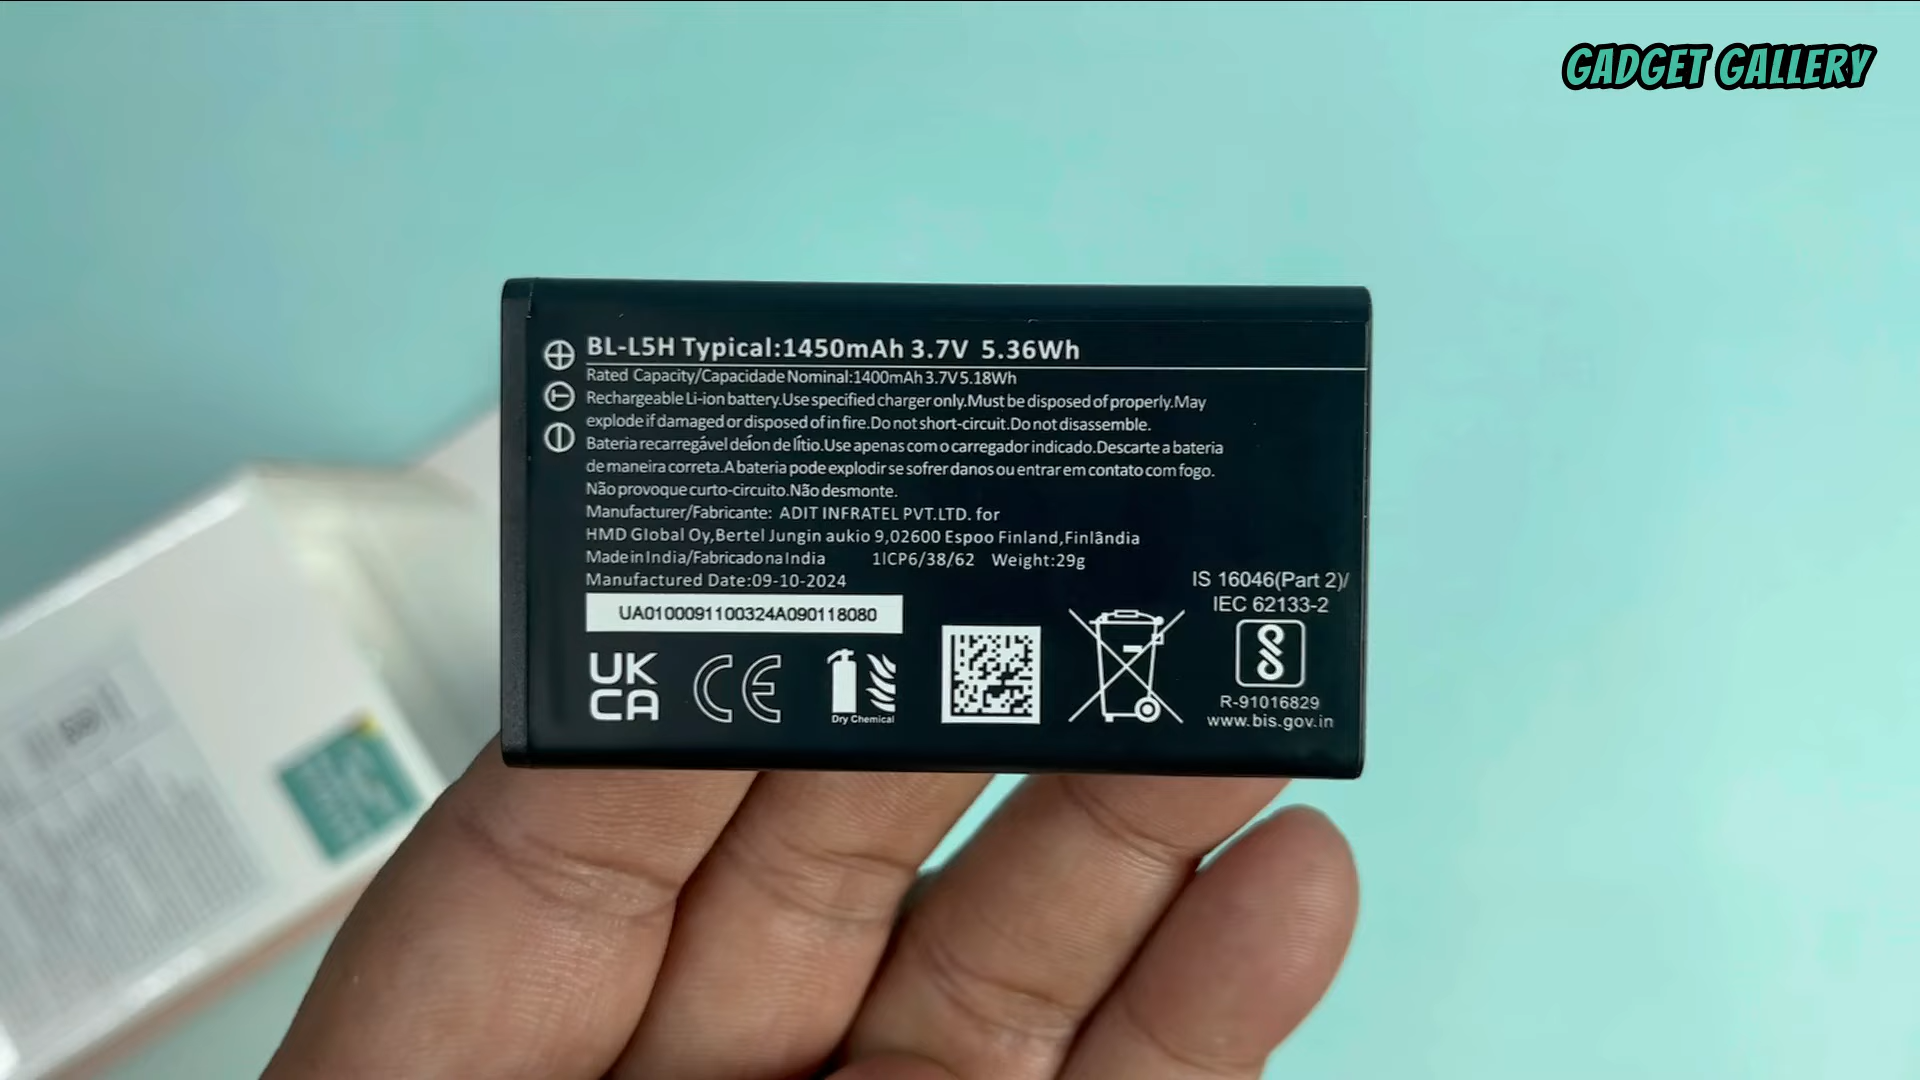 GADGET GALLERY
BL-L5H Typical:1450mAh 3.7V 5.36Wh
Rated Capacity/Capacidade Nominal:1400mAh 3.7V 5.18Wh
Rechargeable Li-ion battery.Use specified charger only.Must be disposed of properly.May
explode if damaged or disposed of in fire.Do not short-circuit.Do not disassemble.
Bateria recarregável deíon de lítio.Use apenas com o carregador indicado.Descarte a bateria
de maneira correta.A bateria pode explodir se sofrer danos ou entrar em contato com fogo.
Não provoque curto-circuito.Não desmonte.
Manufacturer/Fabricante: ADIT INFRATEL PVT.LTD. for
HMD Global Oy,Bertel Jungin aukio 9,02600 Espoo Finland,Finlândia
Made in India/Fabricado na India 1ICP6/38/62 Weight:29g
Manufactured Date:09-10-2024
UA0100091100324A090118080
IS 16046(Part 2)/
IEC 62133-2
UK
CA
CE
Dry Chemical
R-91016829
www.bis.gov.in